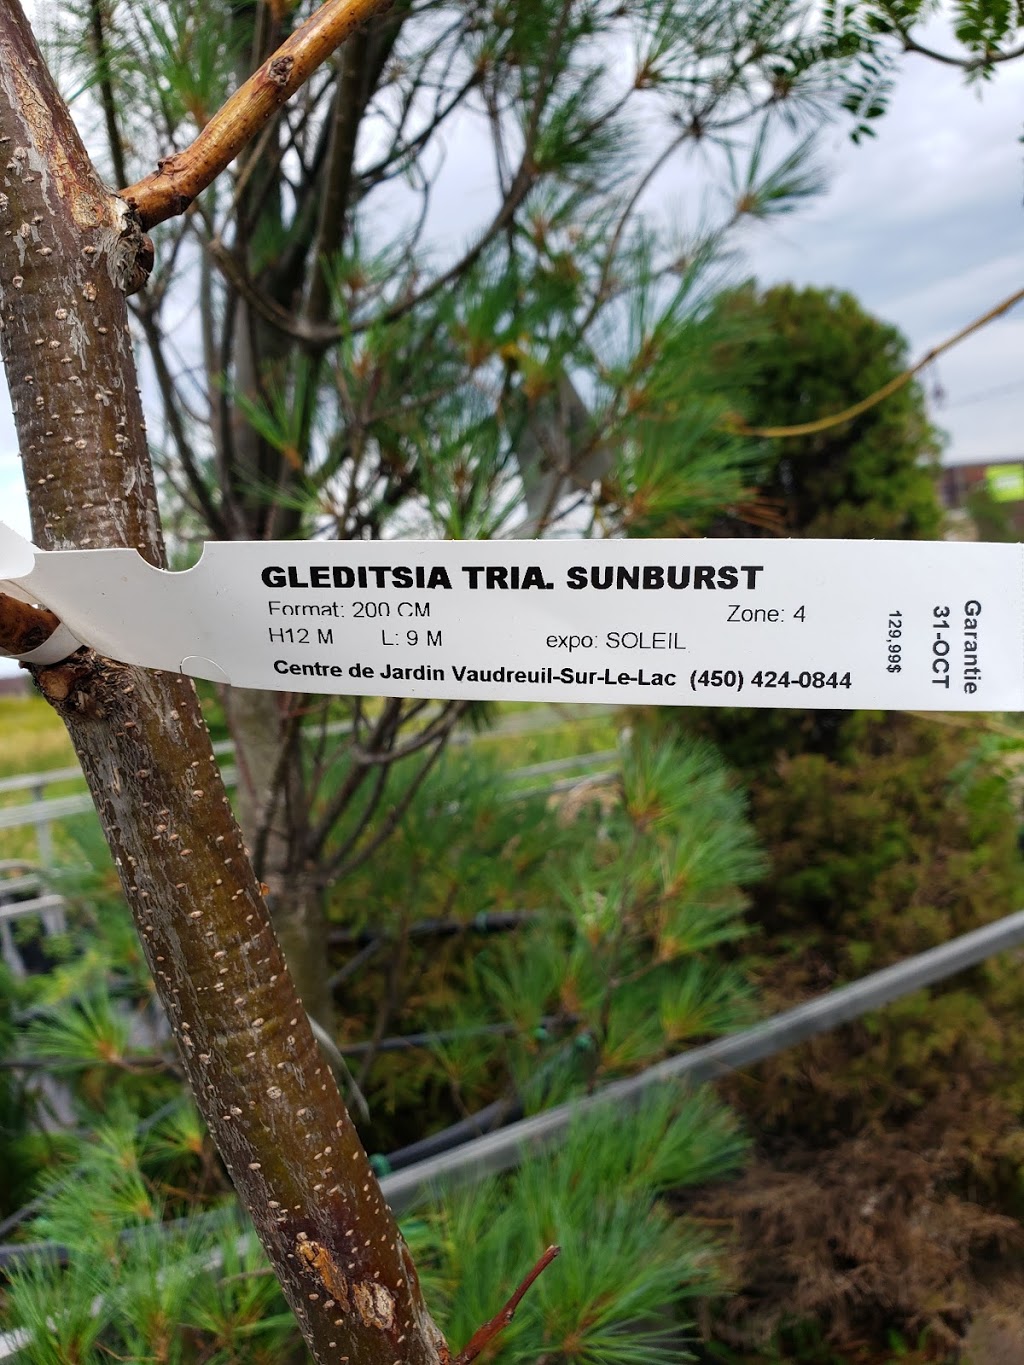 GLEDITSIA TRIA. SUNBURST
Format: 200 CM
Zone: 4
H12 M L: 9 M
expo: SOLEIL
Centre de Jardin Vaudreuil-Sur-Le-Lac (450) 424-0844
129.99$
31-OCT
Garantie